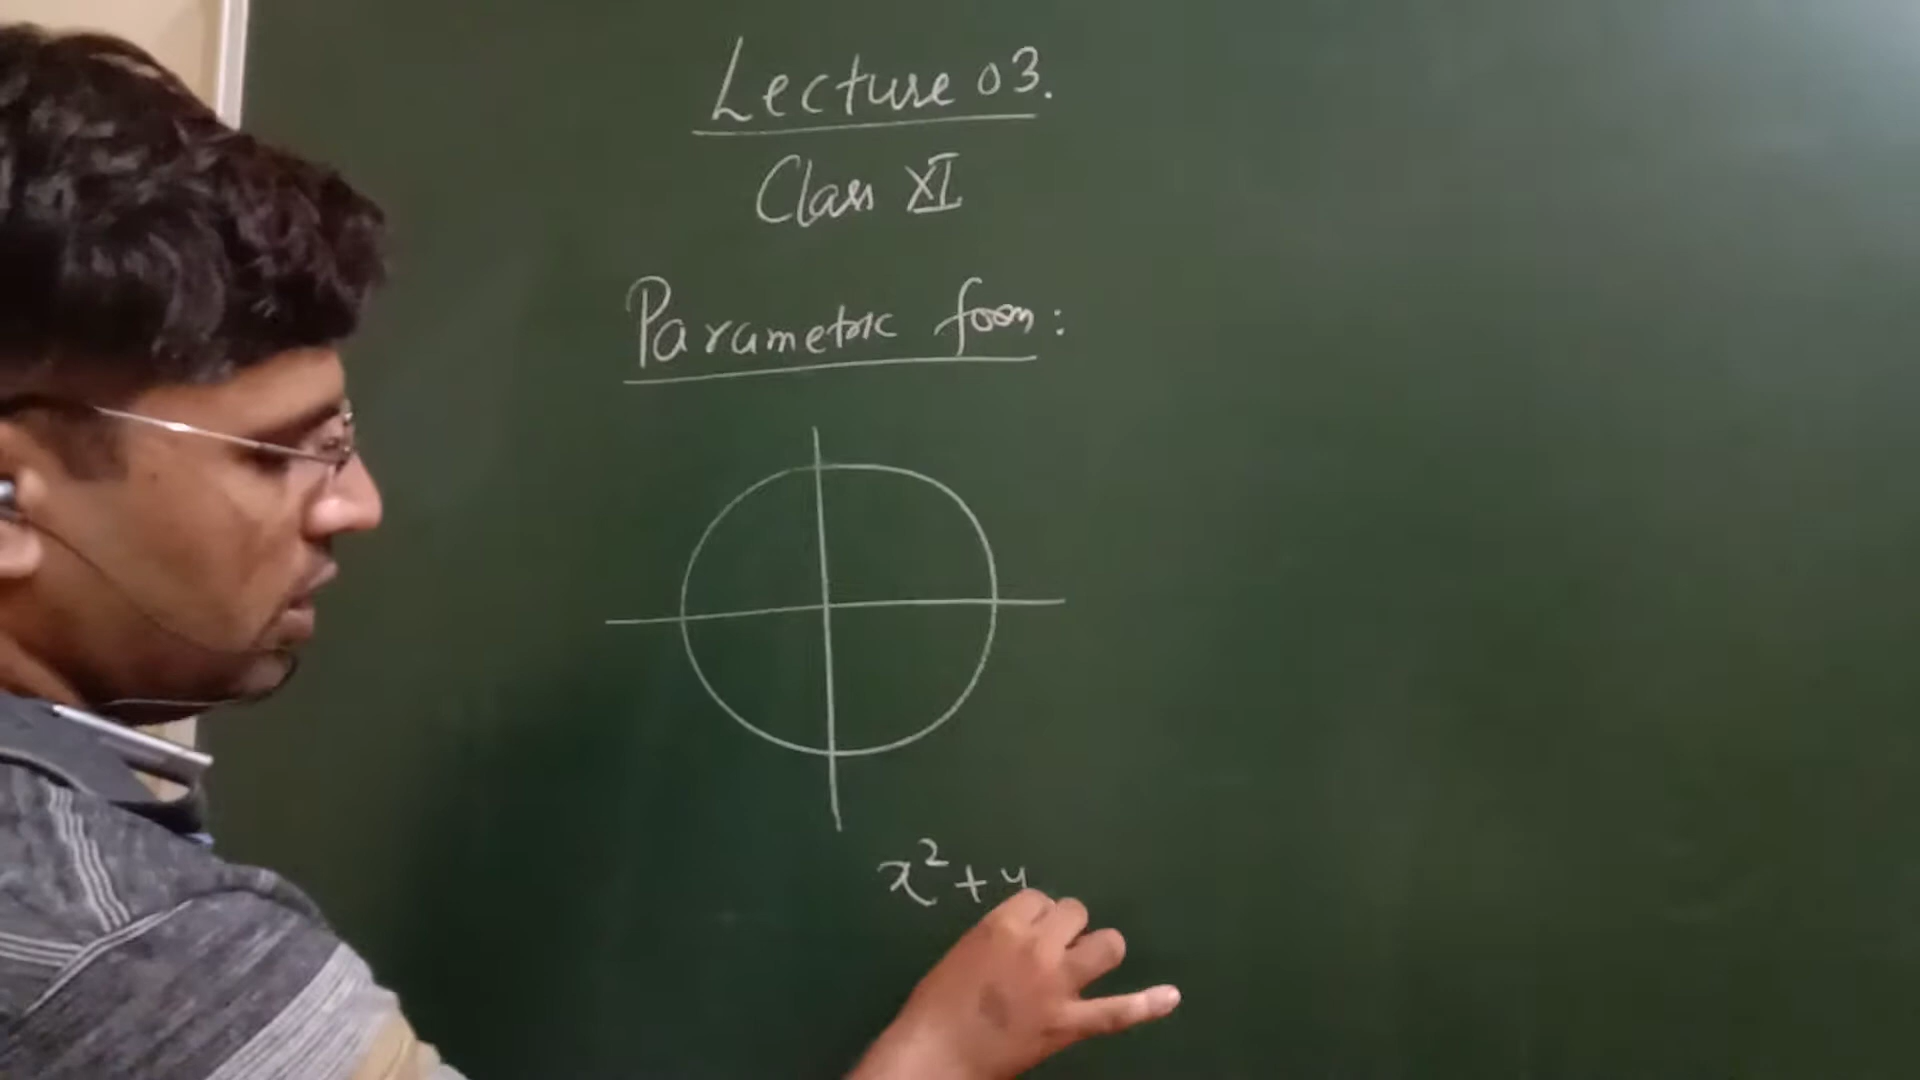 Lecture 03.
Class XI
Parametric form:
x² + y